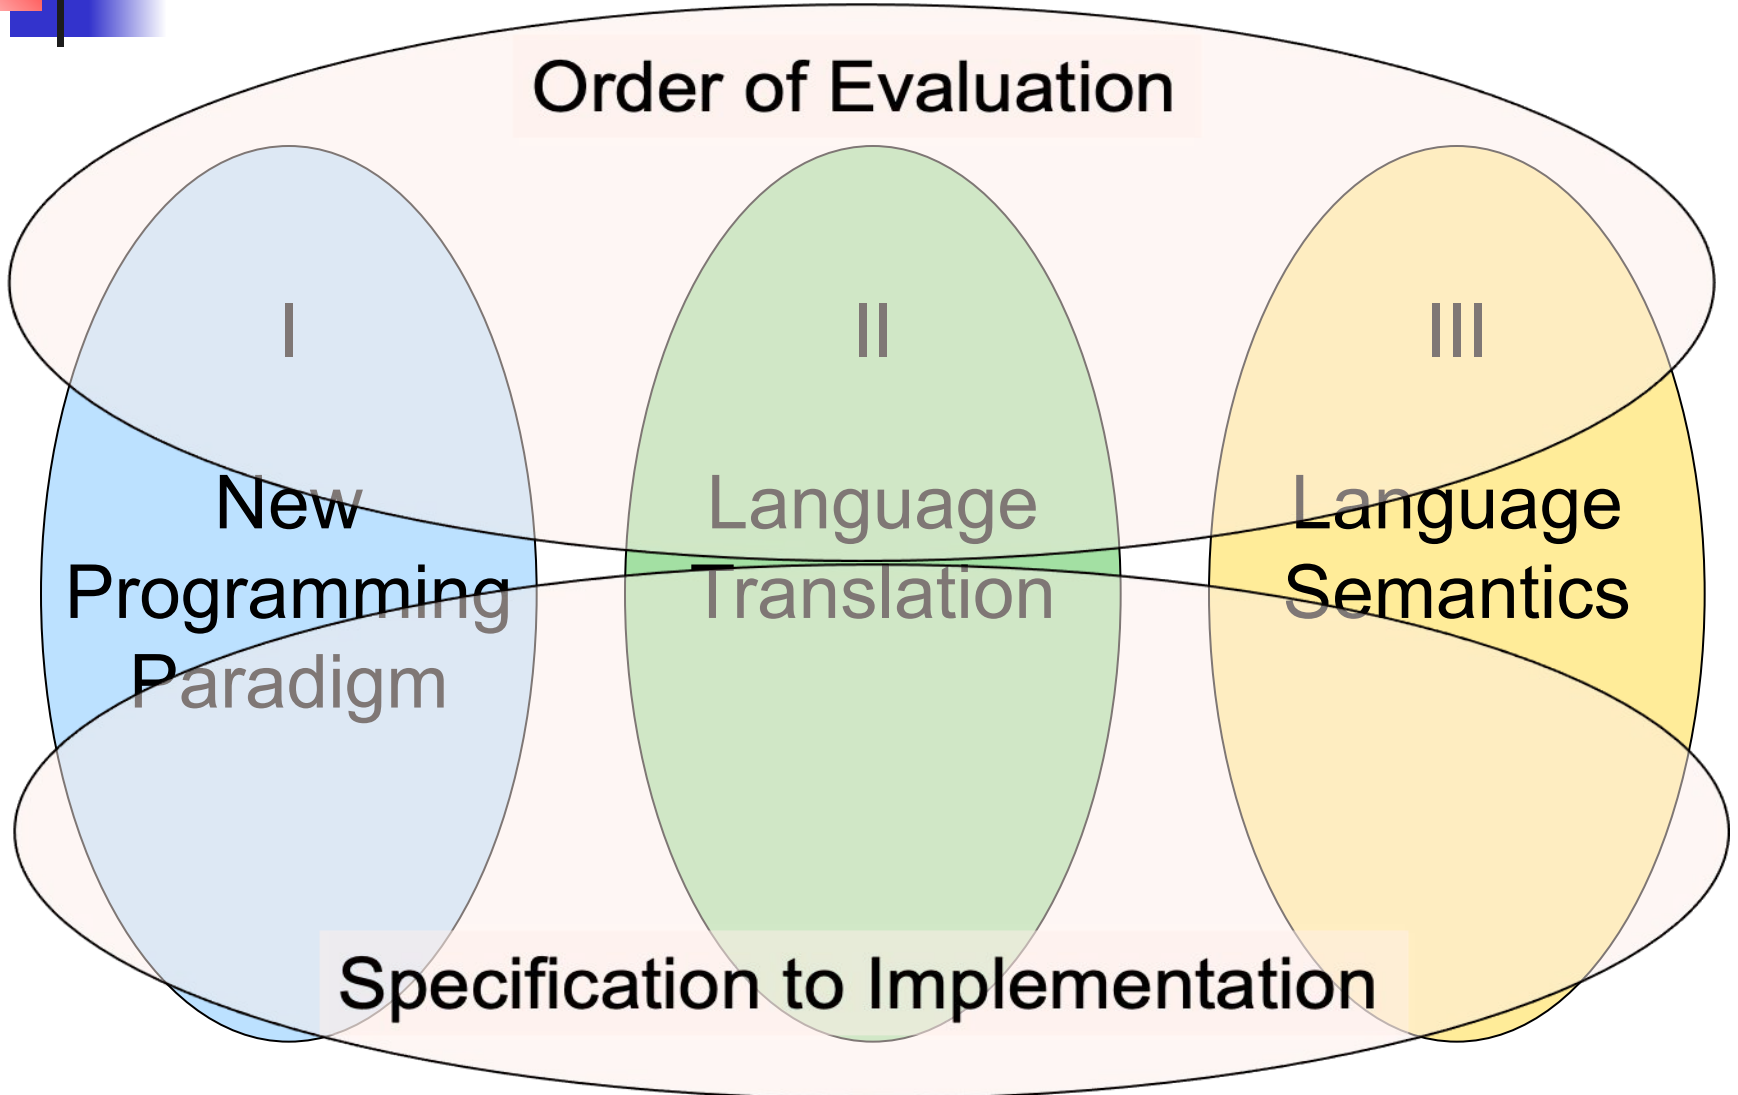 Order of Evaluation
I
New
Programming
Paradigm
II
Language
Translation
III
Language
Semantics
Specification to Implementation